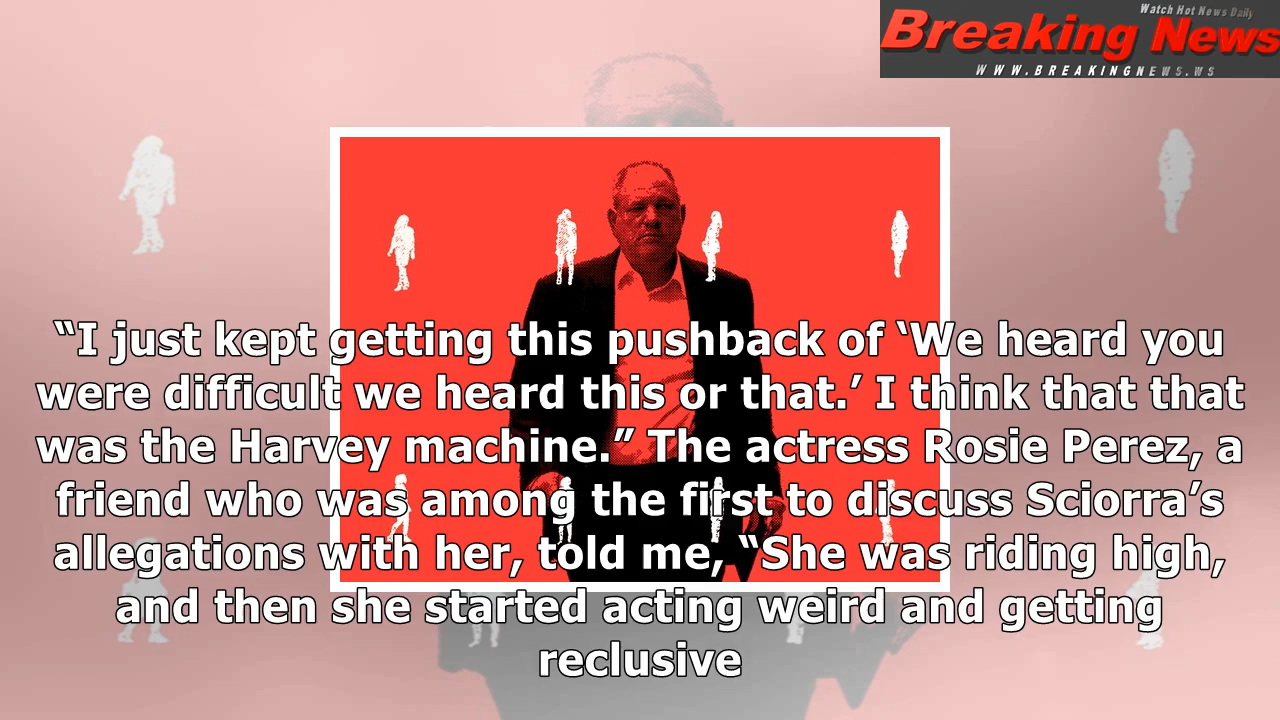 Watch Hot News Daily
Breaking News
WWW.BREAKINGNEWS.WS
“I just kept getting this pushback of ‘We heard you
were difficult we heard this or that.’ I think that that
was the Harvey machine.” The actress Rosie Perez, a
friend who was among the first to discuss Sciorra’s
allegations with her, told me, “She was riding high,
and then she started acting weird and getting
reclusive